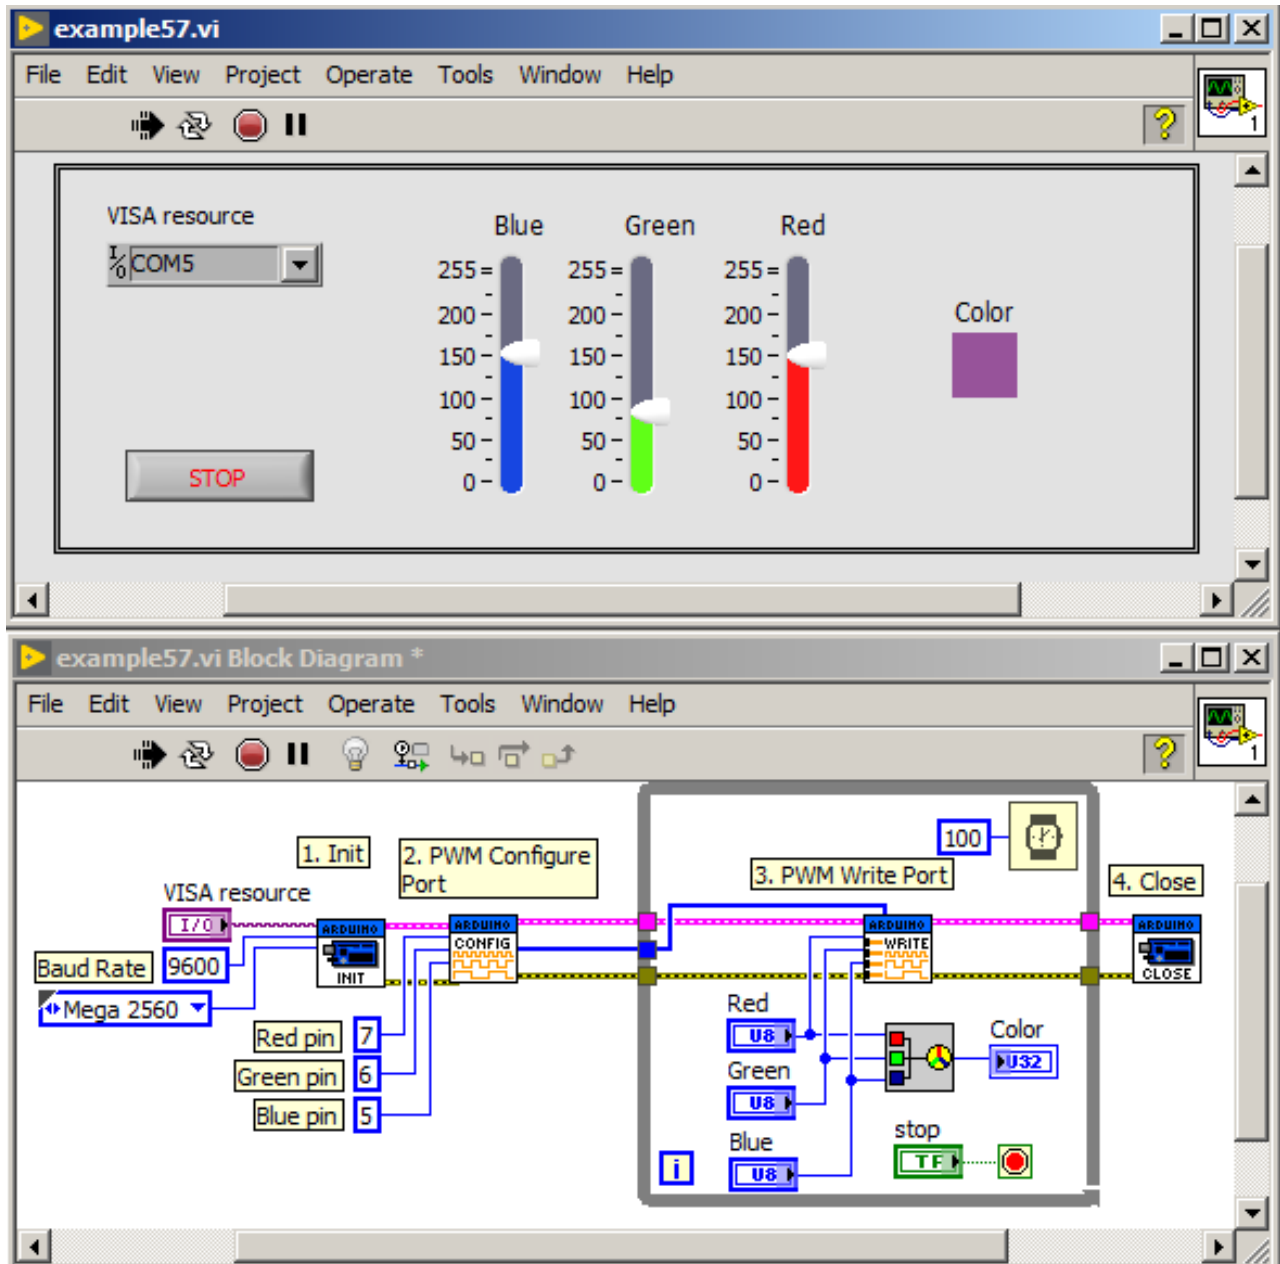 example57.vi
File Edit View Project Operate Tools Window Help
1
VISA resource
I/O COM5
Blue Green Red
255 255 255
200 200 200
150 150 150
100 100 100
50 50 50
0 0 0
Color
STOP
example57.vi Block Diagram *
File Edit View Project Operate Tools Window Help
1
1. Init
2. PWM Configure
Port
100
3. PWM Write Port
4. Close
VISA resource
I/O
ARDUINO
INIT
ARDUINO
CONFIG
ARDUINO
WRITE
ARDUINO
CLOSE
Baud Rate 9600
Mega 2560
Red pin 7
Green pin 6
Blue pin 5
Red
U8
Green
U8
Blue
U8
Color
U32
stop
TF
i